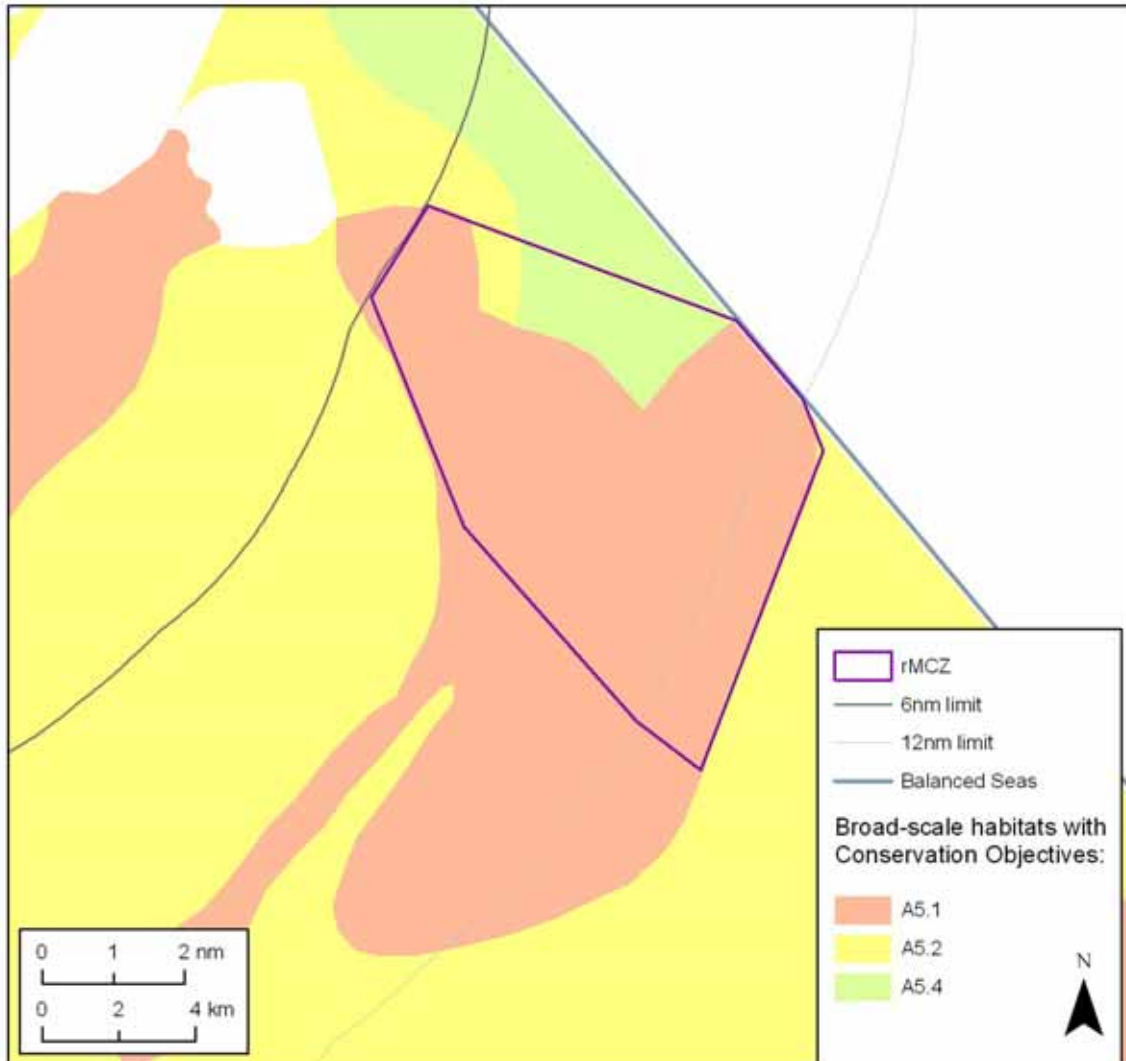 rMCZ
6nm limit
12nm limit
Balanced Seas
Broad-scale habitats with
Conservation Objectives:
A5.1
A5.2
A5.4
N
0 1 2 nm
0 2 4 km